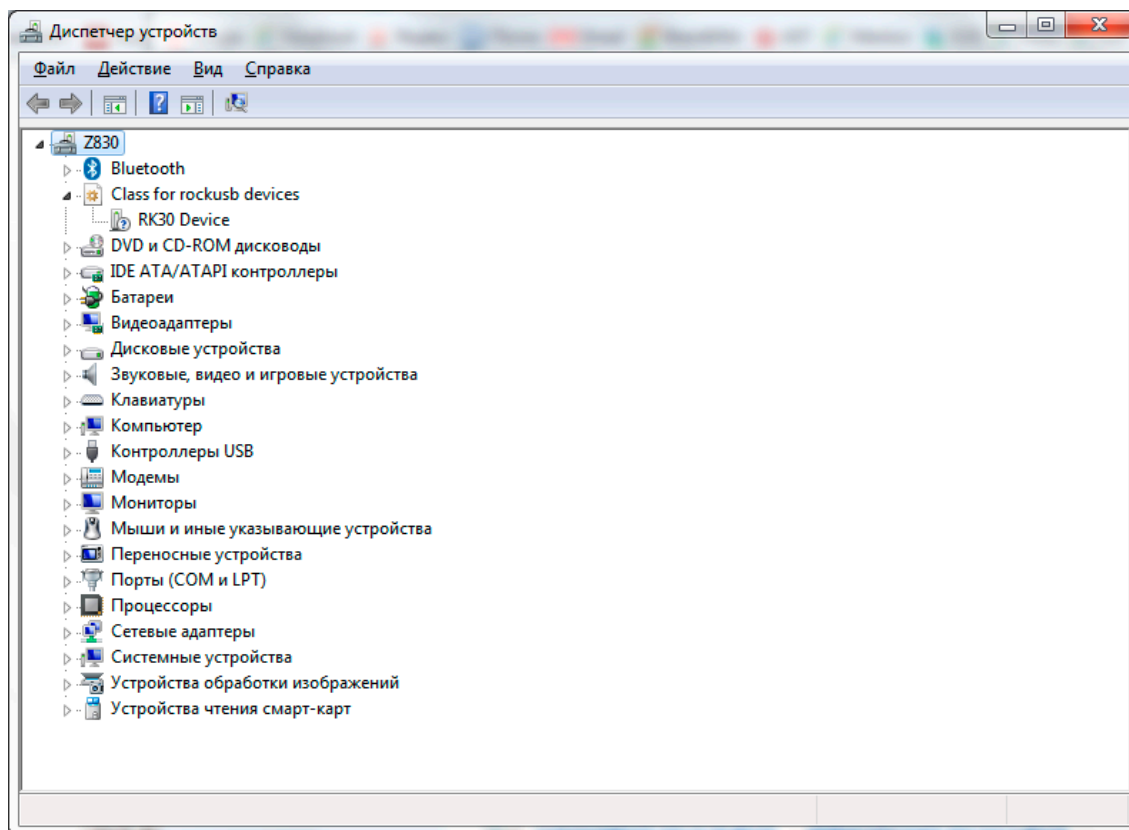 Диспетчер устройств
Файл Действие Вид Справка
Z830
Bluetooth
Class for rockusb devices
RK30 Device
DVD и CD-ROM дисководы
IDE ATA/ATAPI контроллеры
Батареи
Видеоадаптеры
Дисковые устройства
Звуковые, видео и игровые устройства
Клавиатуры
Компьютер
Контроллеры USB
Модемы
Мониторы
Мыши и иные указывающие устройства
Переносные устройства
Порты (COM и LPT)
Процессоры
Сетевые адаптеры
Системные устройства
Устройства обработки изображений
Устройства чтения смарт-карт